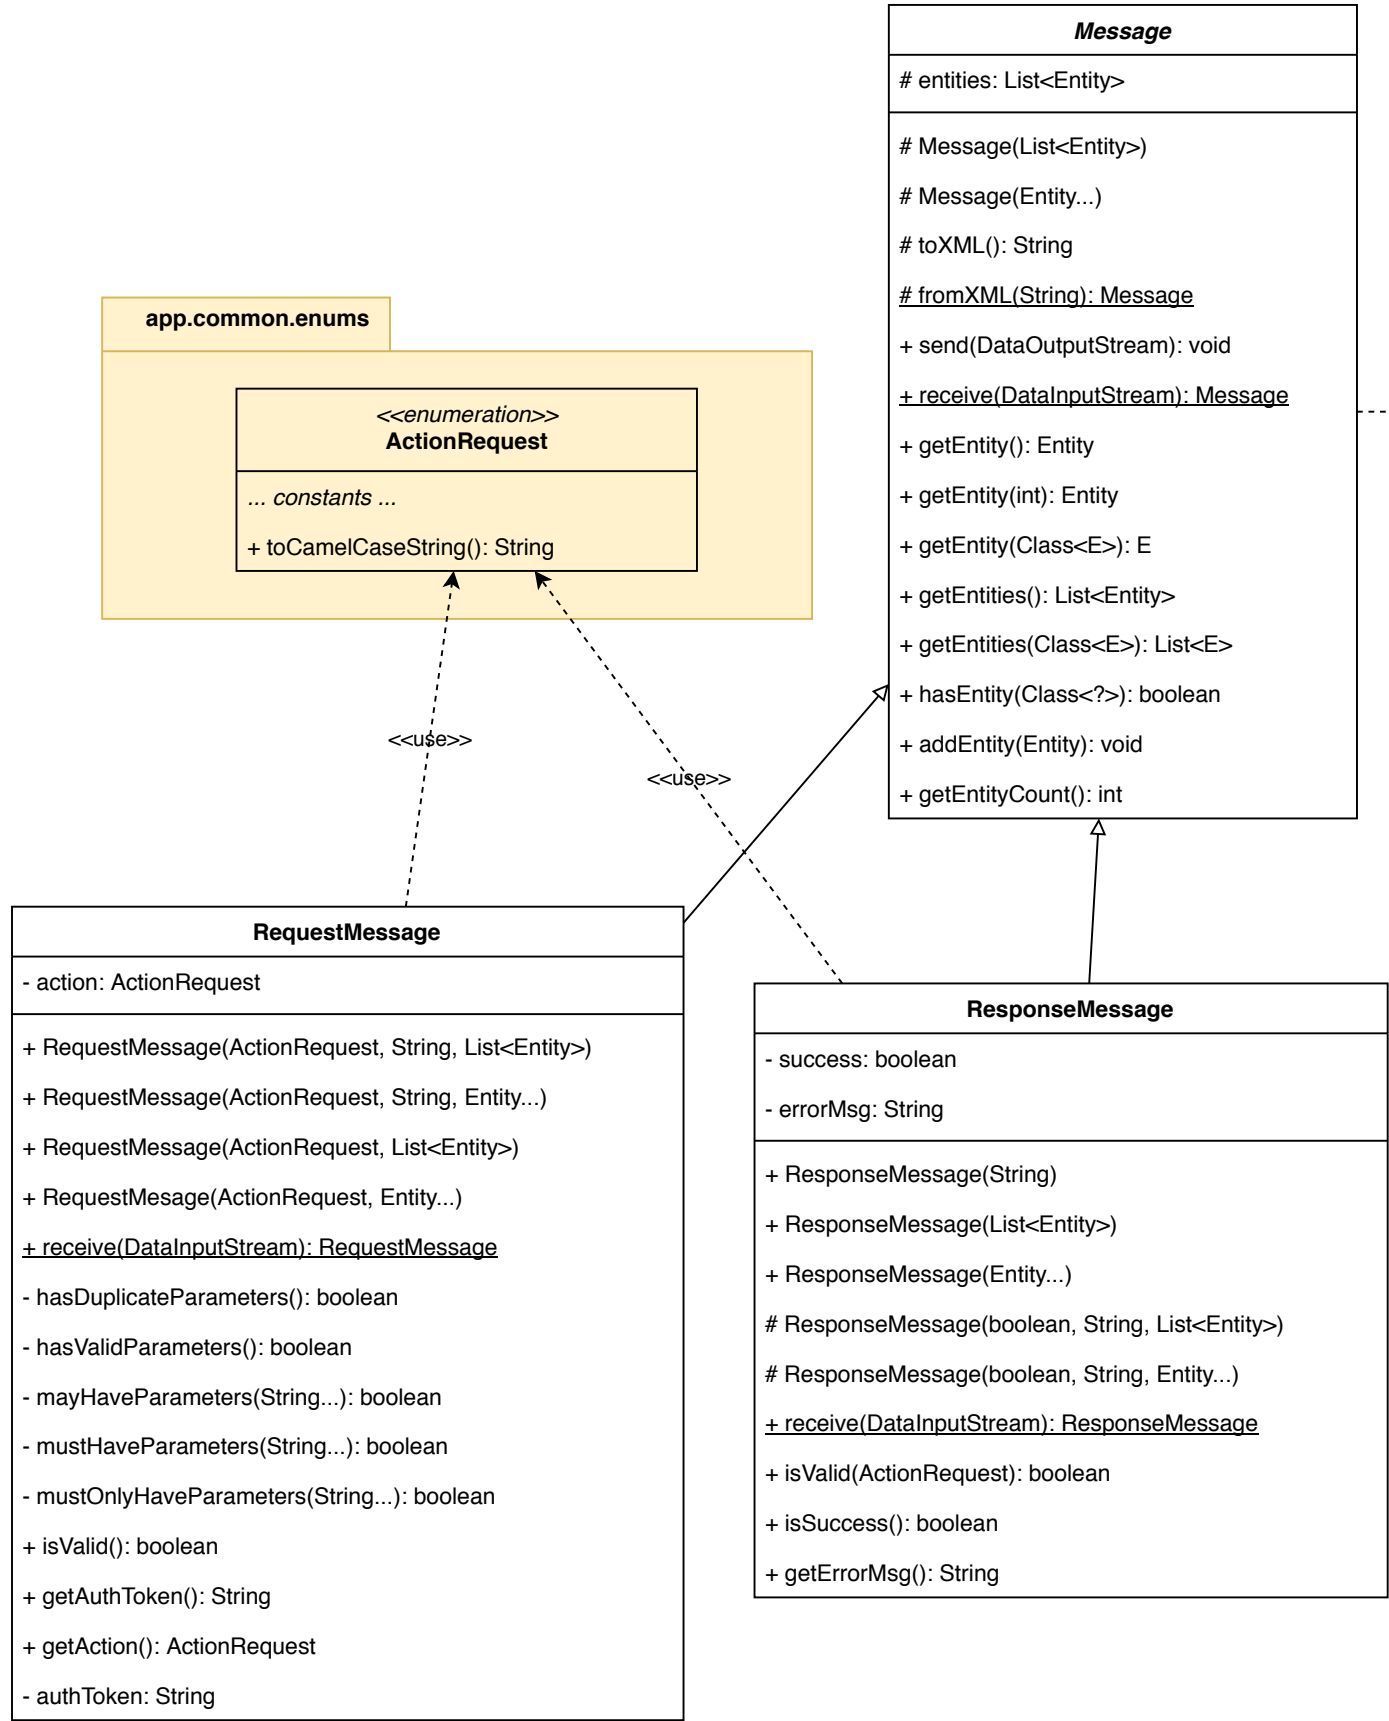 Message
# entities: List<Entity>
# Message(List<Entity>)
# Message(Entity...)
# toXML(): String
# fromXML(String): Message
+ send(DataOutputStream): void
+ receive(DataInputStream): Message
+ getEntity(): Entity
+ getEntity(int): Entity
+ getEntity(Class<E>): E
+ getEntities(): List<Entity>
+ getEntities(Class<E>): List<E>
+ hasEntity(Class<?>): boolean
+ addEntity(Entity): void
+ getEntityCount(): int
app.common.enums
<<enumeration>>
ActionRequest
... constants ...
+ toCamelCaseString(): String
<<use>>
<<use>>
RequestMessage
- action: ActionRequest
+ RequestMessage(ActionRequest, String, List<Entity>)
+ RequestMessage(ActionRequest, String, Entity...)
+ RequestMessage(ActionRequest, List<Entity>)
+ RequestMesage(ActionRequest, Entity...)
+ receive(DataInputStream): RequestMessage
- hasDuplicateParameters(): boolean
- hasValidParameters(): boolean
- mayHaveParameters(String...): boolean
- mustHaveParameters(String...): boolean
- mustOnlyHaveParameters(String...): boolean
+ isValid(): boolean
+ getAuthToken(): String
+ getAction(): ActionRequest
- authToken: String
ResponseMessage
- success: boolean
- errorMsg: String
+ ResponseMessage(String)
+ ResponseMessage(List<Entity>)
+ ResponseMessage(Entity...)
# ResponseMessage(boolean, String, List<Entity>)
# ResponseMessage(boolean, String, Entity...)
+ receive(DataInputStream): ResponseMessage
+ isValid(ActionRequest): boolean
+ isSuccess(): boolean
+ getErrorMsg(): String